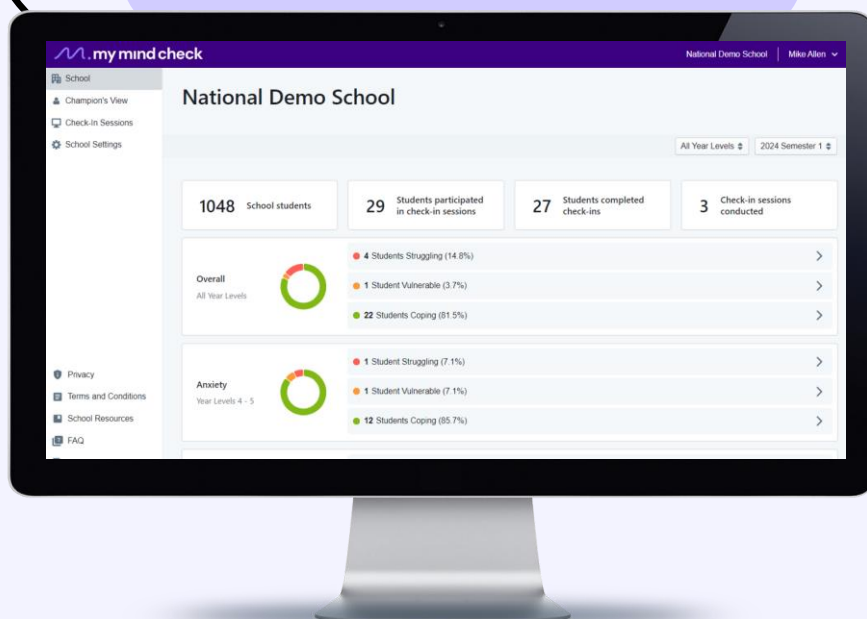 my mind check
National Demo School
Mike Allen
School
Champion's View
Check-In Sessions
School Settings
National Demo School
All Year Levels
2024 Semester 1
1048 School students
29 Students participated
in check-in sessions
27 Students completed
check-ins
3 Check-in sessions
conducted
Overall
All Year Levels
4 Students Struggling (14.8%)
1 Student Vulnerable (3.7%)
22 Students Coping (81.5%)
Anxiety
Year Levels 4 - 5
1 Student Struggling (7.1%)
1 Student Vulnerable (7.1%)
12 Students Coping (85.7%)
Privacy
Terms and Conditions
School Resources
FAQ